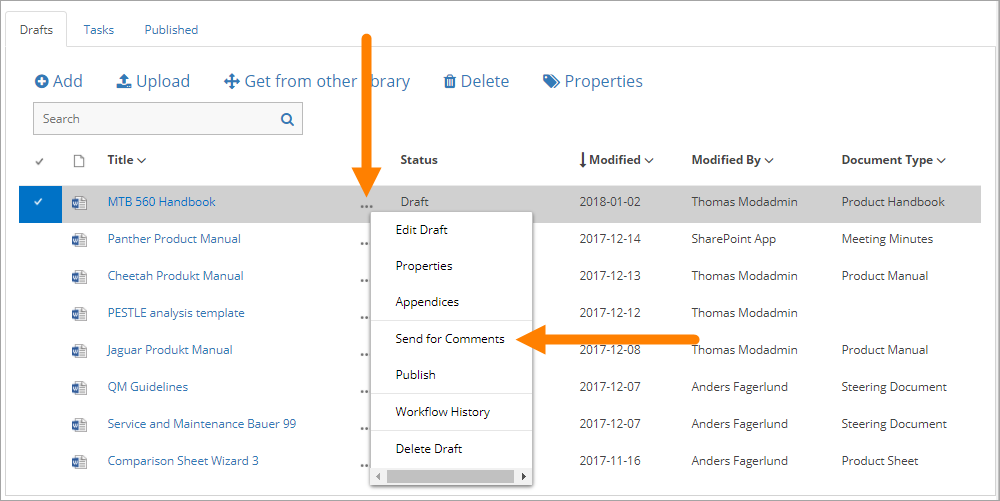 Drafts Tasks Published
Add Upload Get from other library Delete Properties
Search
Title Status Modified Modified By Document Type
MTB 560 Handbook ... Draft 2018-01-02 Thomas Modadmin Product Handbook
Edit Draft
Panther Product Manual 2017-12-14 SharePoint App Meeting Minutes
Properties
Cheetah Produkt Manual 2017-12-13 Thomas Modadmin Product Manual
Appendices
PESTLE analysis template 2017-12-12 Thomas Modadmin
Send for Comments
Jaguar Produkt Manual 2017-12-08 Thomas Modadmin Product Manual
Publish
QM Guidelines 2017-12-07 Anders Fagerlund Steering Document
Workflow History
Service and Maintenance Bauer 99 2017-12-07 Anders Fagerlund Steering Document
Delete Draft
Comparison Sheet Wizard 3 2017-11-16 Anders Fagerlund Product Sheet